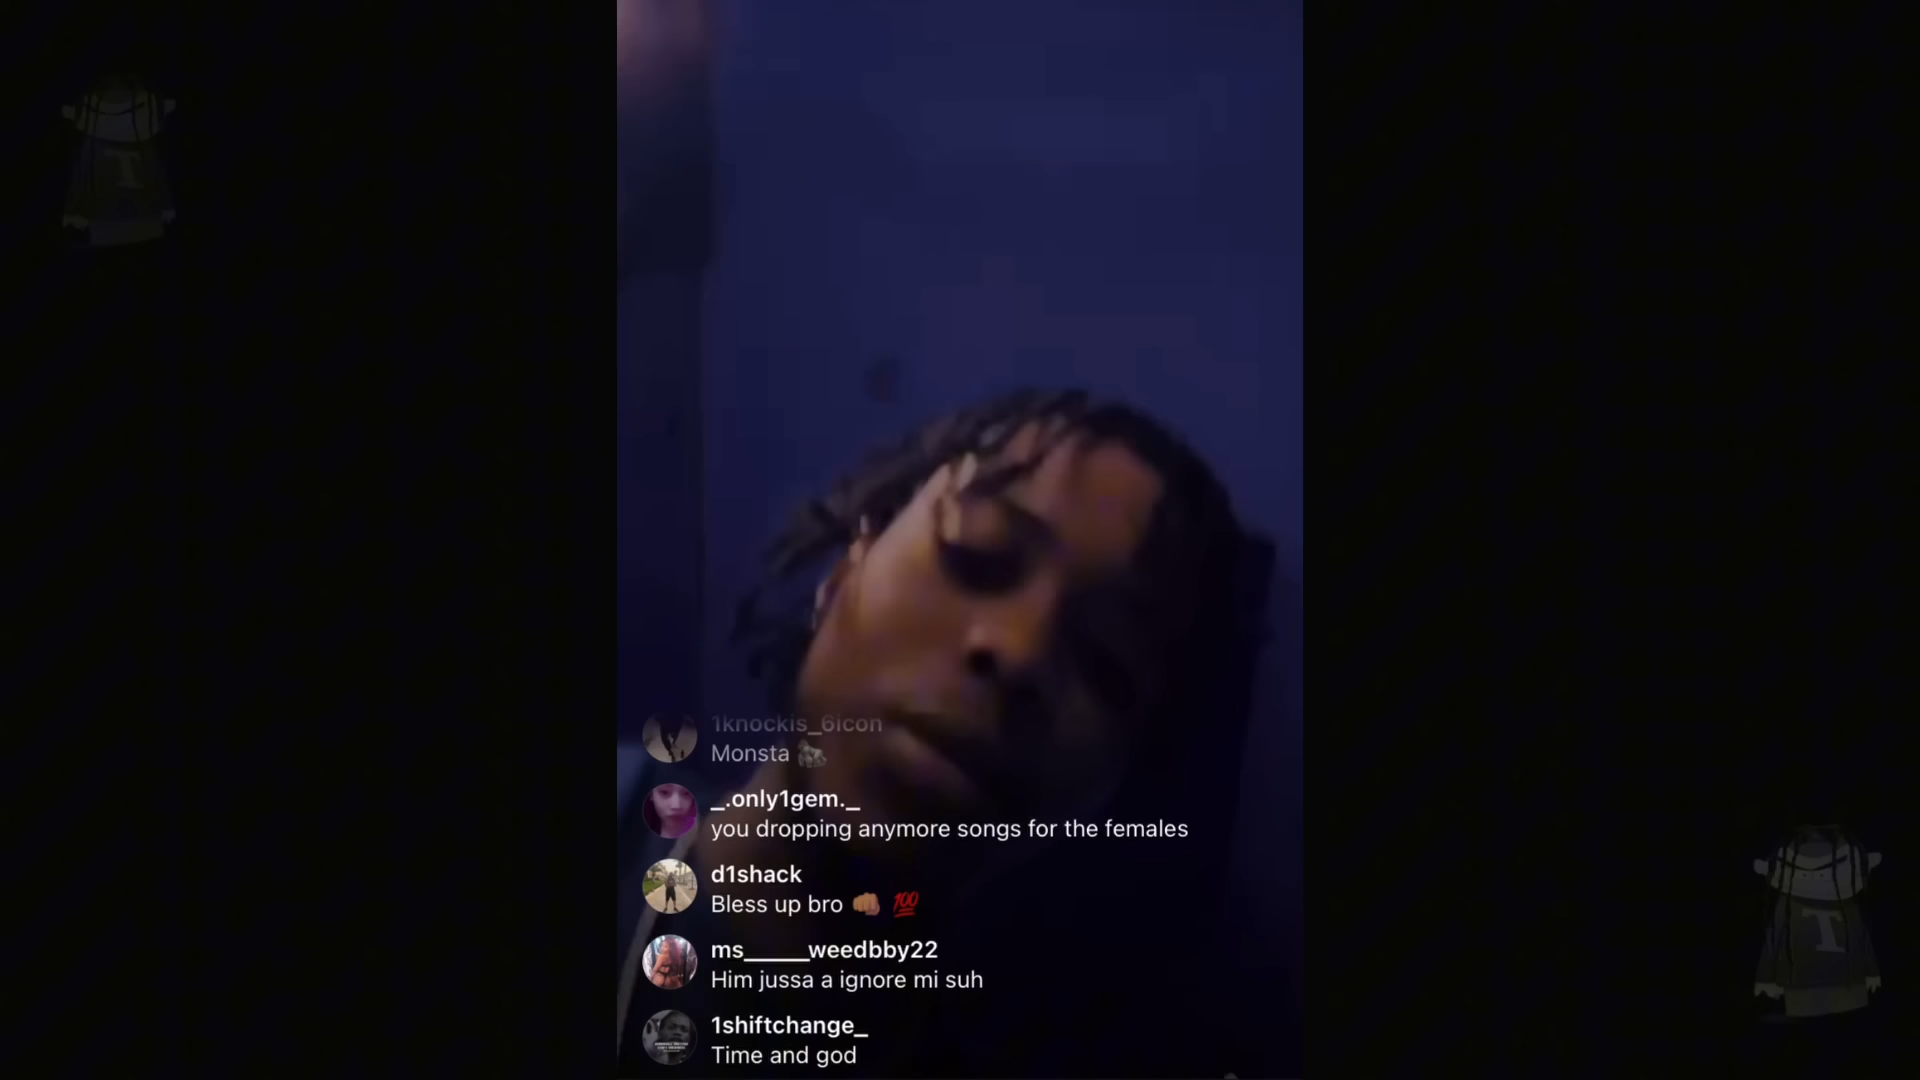 T
1knockis_6icon
Monsta
_.only1gem._
you dropping anymore songs for the females
d1shack
Bless up bro 👊🏽 💯
ms______weedbby22
Him jussa a ignore mi suh
1shiftchange_
Time and god
T